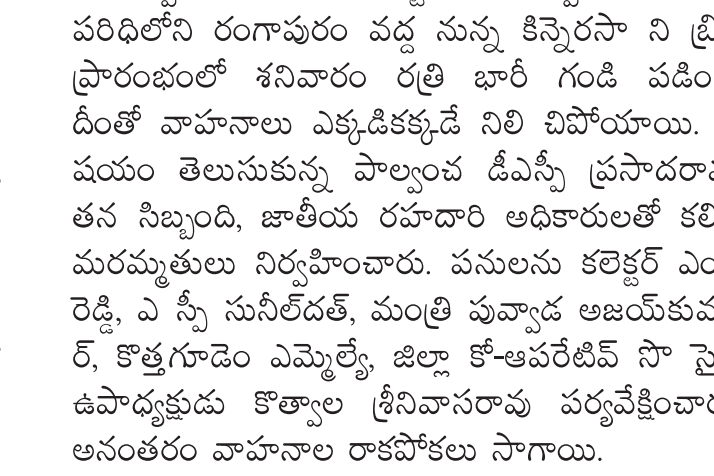 పరిధిలోని రంగాపురం వద్ద నున్న కిన్నెరసా ని
ప్రారంభంలో శనివారం రత్రి భారీ గండి పడిం
దీంతో వాహనాలు ఎక్కడికక్కడే నిలి చిపోయాయి.
షయం తెలుసుకున్న పాల్వంచ డీఎస్పీ ప్రసాదరా
తన సిబ్బంది, జాతీయ రహదారి అధికారులతో కలి
మరమ్మతులు నిర్వహించారు. పనులను కలెక్టర్ ఎం
రెడ్డి, ఎ స్పీ సునీల్‌దత్, మంత్రి పువ్వాడ అజయ్‌కుమ
ర్, కొత్తగూడెం ఎమ్మెల్యే, జిల్లా కో-ఆపరేటివ్ సొ సై
ఉపాధ్యక్షుడు కొత్వాల శ్రీనివాసరావు పర్యవేక్షించార
అనంతరం వాహనాల రాకపోకలు సాగాయి.